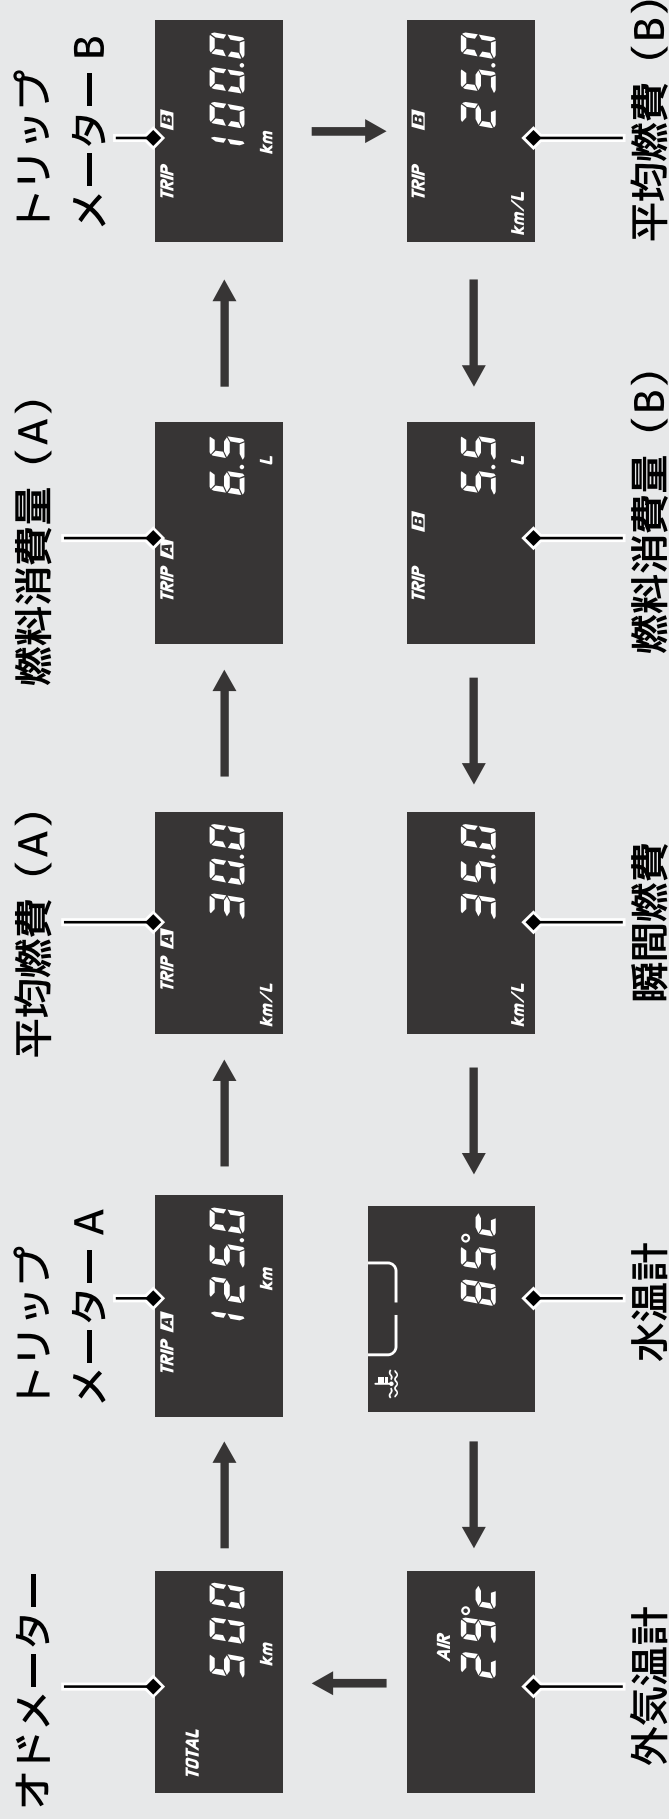 オドメーター
TOTAL
500
km
トリップ
メーター A
TRIP A
125.0
km
平均燃費（A）
TRIP A
30.0
km/L
燃料消費量（A）
TRIP A
6.5
L
トリップ
メーター B
TRIP B
100.0
km
AIR
29°c
外気温計
85°c
水温計
35.0
km/L
瞬間燃費
TRIP B
5.5
L
燃料消費量（B）
TRIP B
25.0
km/L
平均燃費（B）